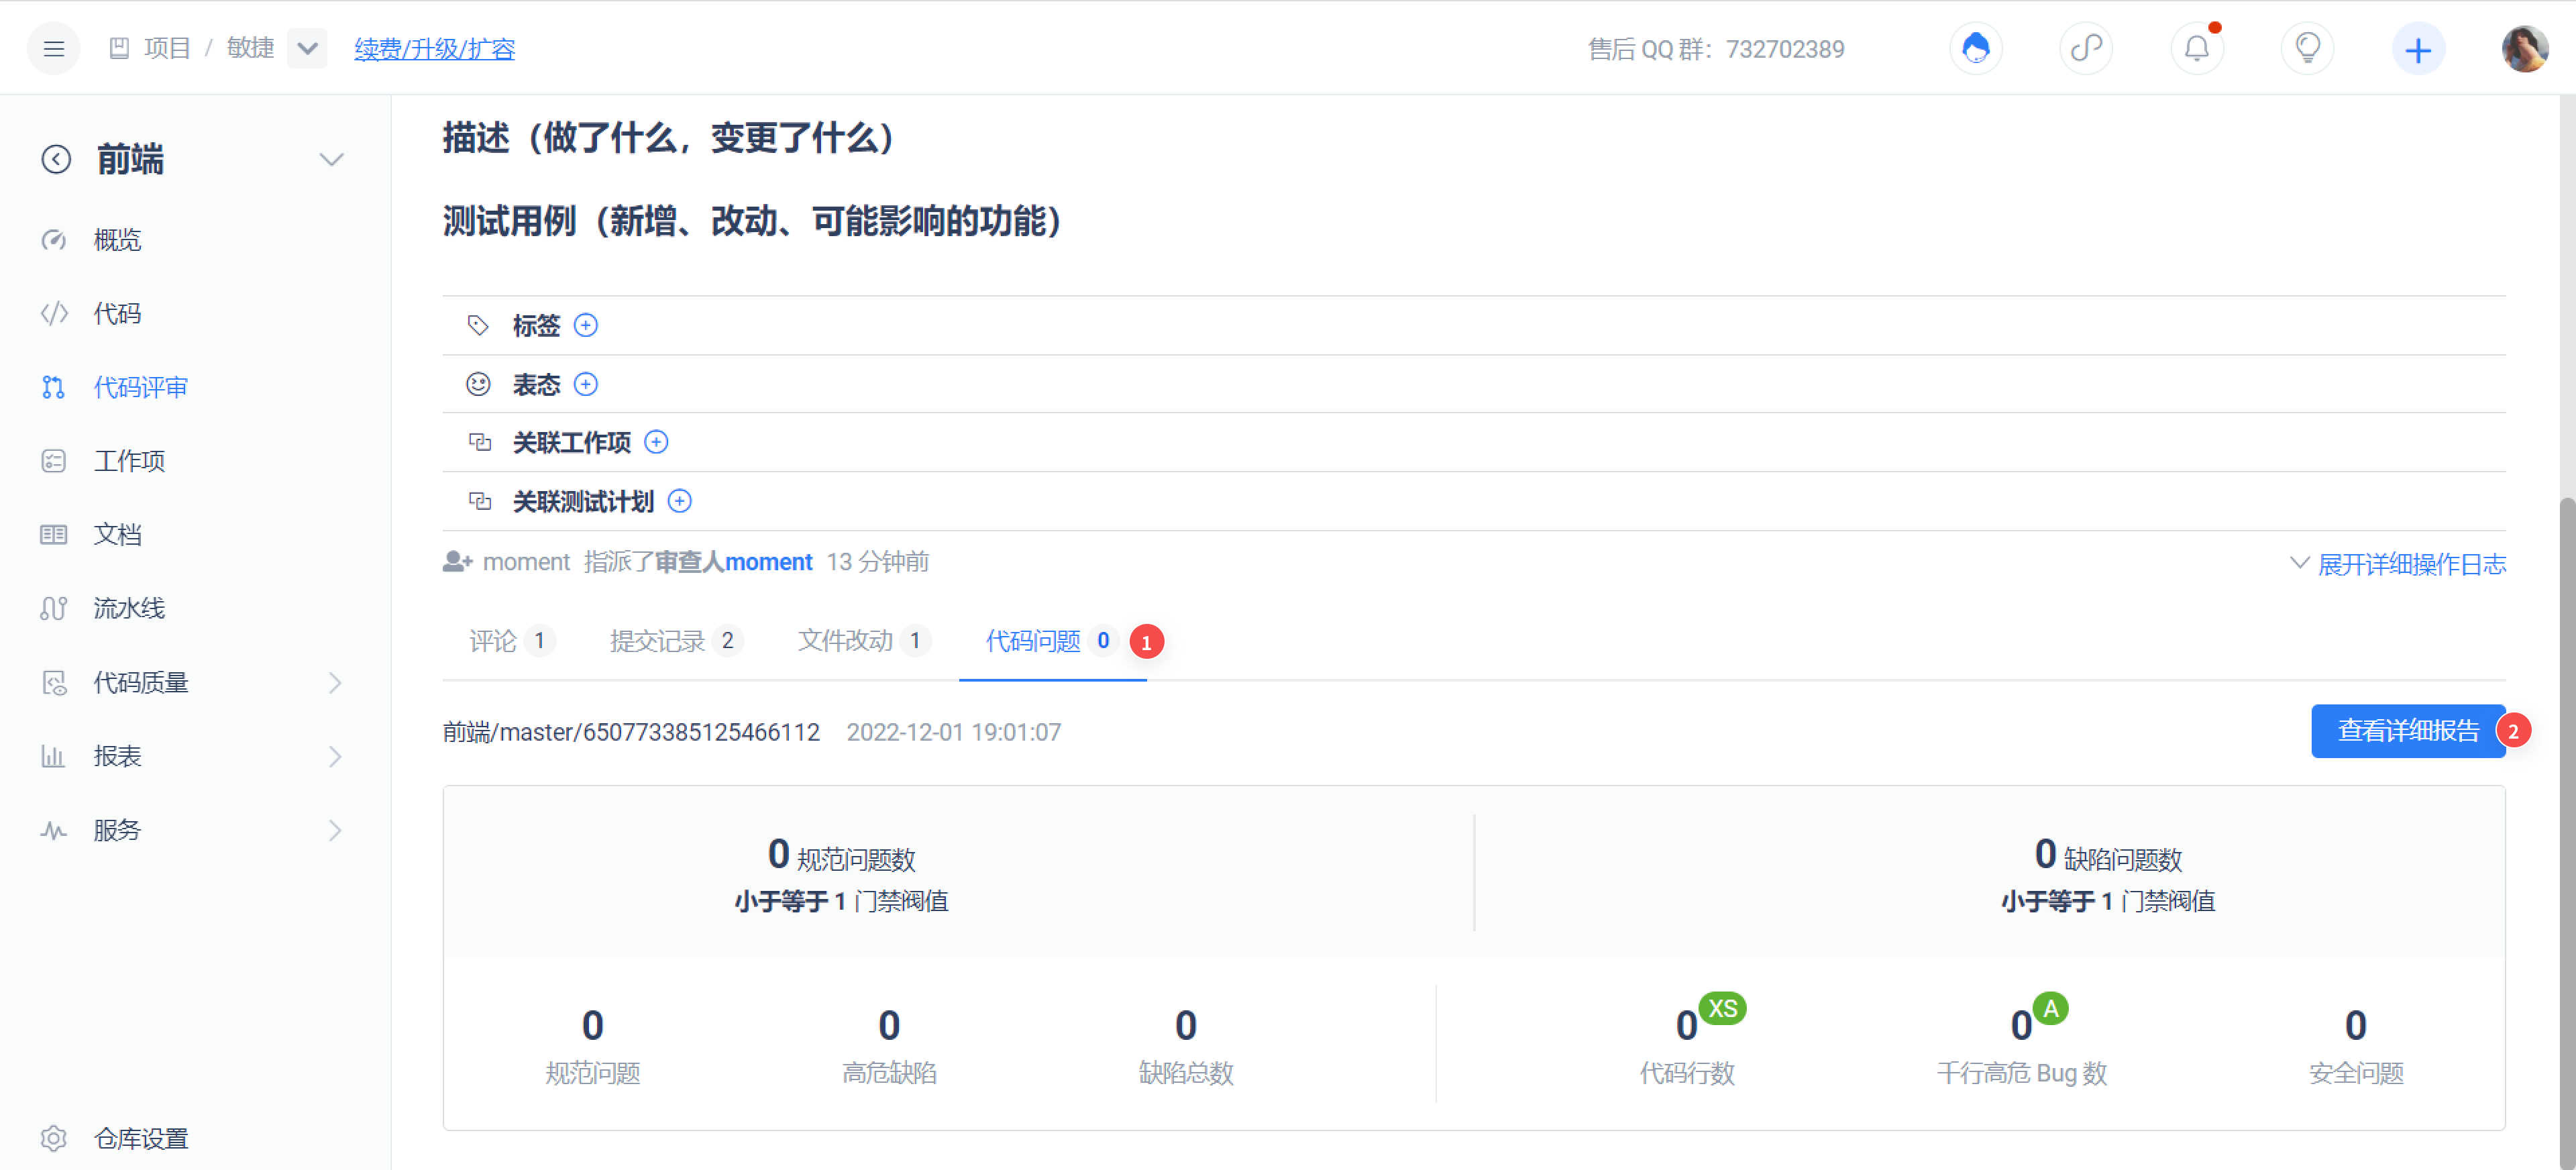 项目 / 敏捷 续费/升级/扩容 售后 QQ 群：732702389
前端
概览
代码
代码评审
工作项
文档
流水线
代码质量
报表
服务
仓库设置
描述（做了什么，变更了什么）
测试用例（新增、改动、可能影响的功能）
标签
表态
关联工作项
关联测试计划
moment 指派了审查人moment 13 分钟前 展开详细操作日志
评论 1 提交记录 2 文件改动 1 代码问题 0 1
前端/master/650773385125466112 2022-12-01 19:01:07 查看详细报告 2
0 规范问题数 0 缺陷问题数
小于等于 1 门禁阀值 小于等于 1 门禁阀值
0 0 0 0 XS 0 A 0
规范问题 高危缺陷 缺陷总数 代码行数 千行高危 Bug 数 安全问题